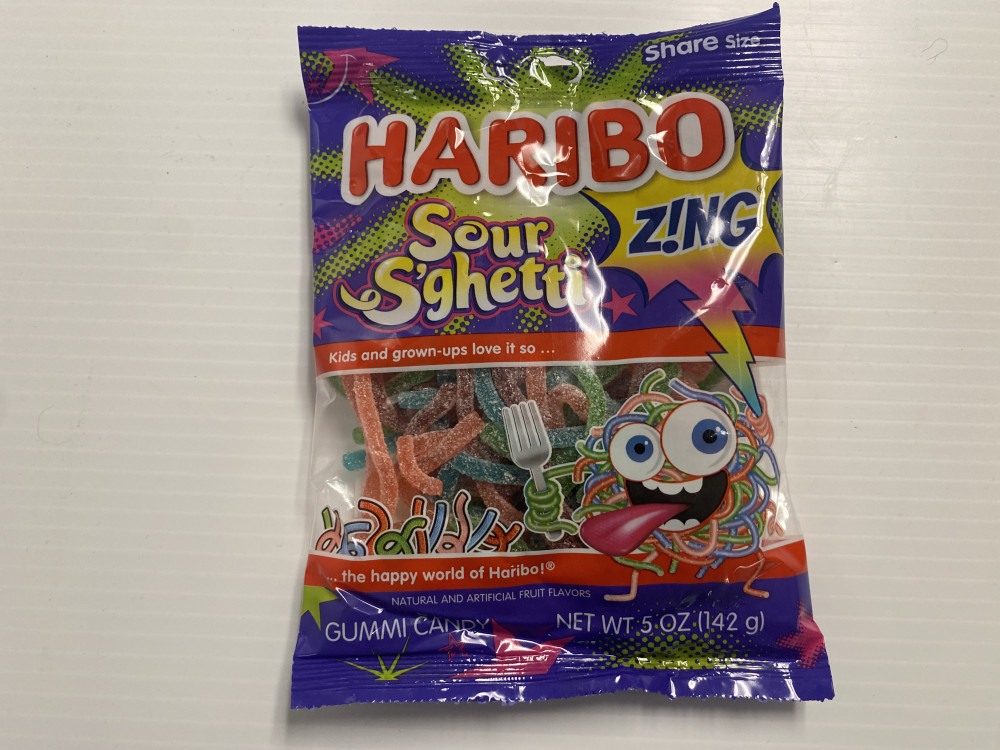 Share Size
HARIBO
Z!NG
Sour
S'ghetti
Kids and grown-ups love it so ...
... the happy world of Haribo!®
NATURAL AND ARTIFICIAL FRUIT FLAVORS
GUMMI CANDY
NET WT 5 OZ (142 g)